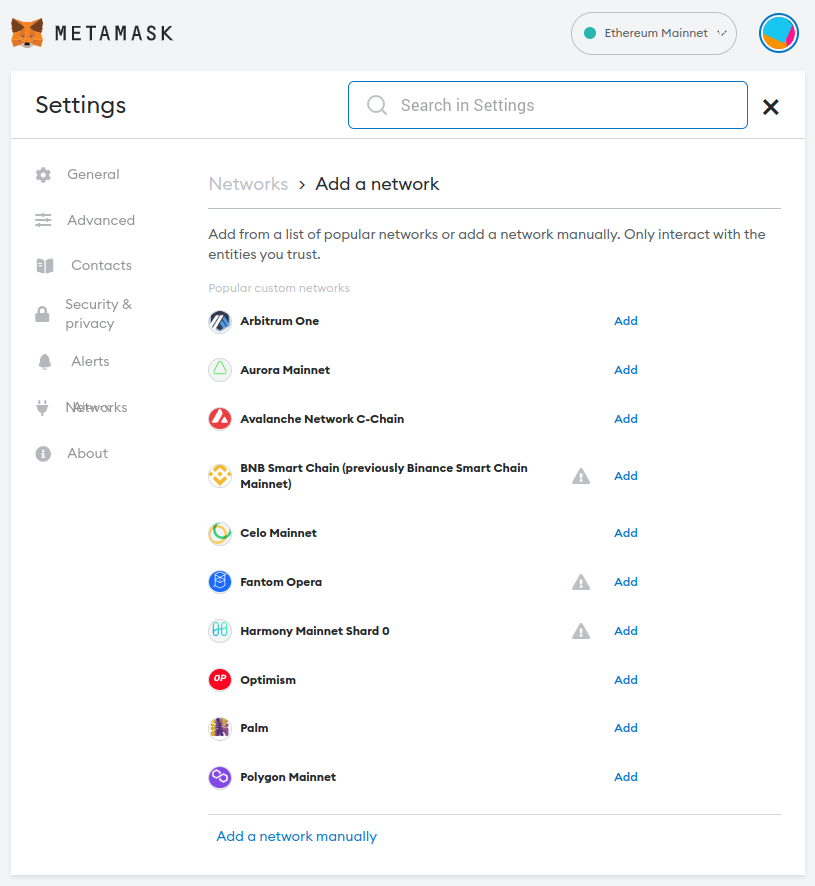 METAMASK
Ethereum Mainnet
Settings
Search in Settings
General
Advanced
Contacts
Security &
privacy
Alerts
Networks
About
Networks › Add a network
Add from a list of popular networks or add a network manually. Only interact with the
entities you trust.
Popular custom networks
Arbitrum One Add
Aurora Mainnet Add
Avalanche Network C-Chain Add
BNB Smart Chain (previously Binance Smart Chain
Mainnet) Add
Celo Mainnet Add
Fantom Opera Add
Harmony Mainnet Shard 0 Add
OP Optimism Add
Palm Add
Polygon Mainnet Add
Add a network manually